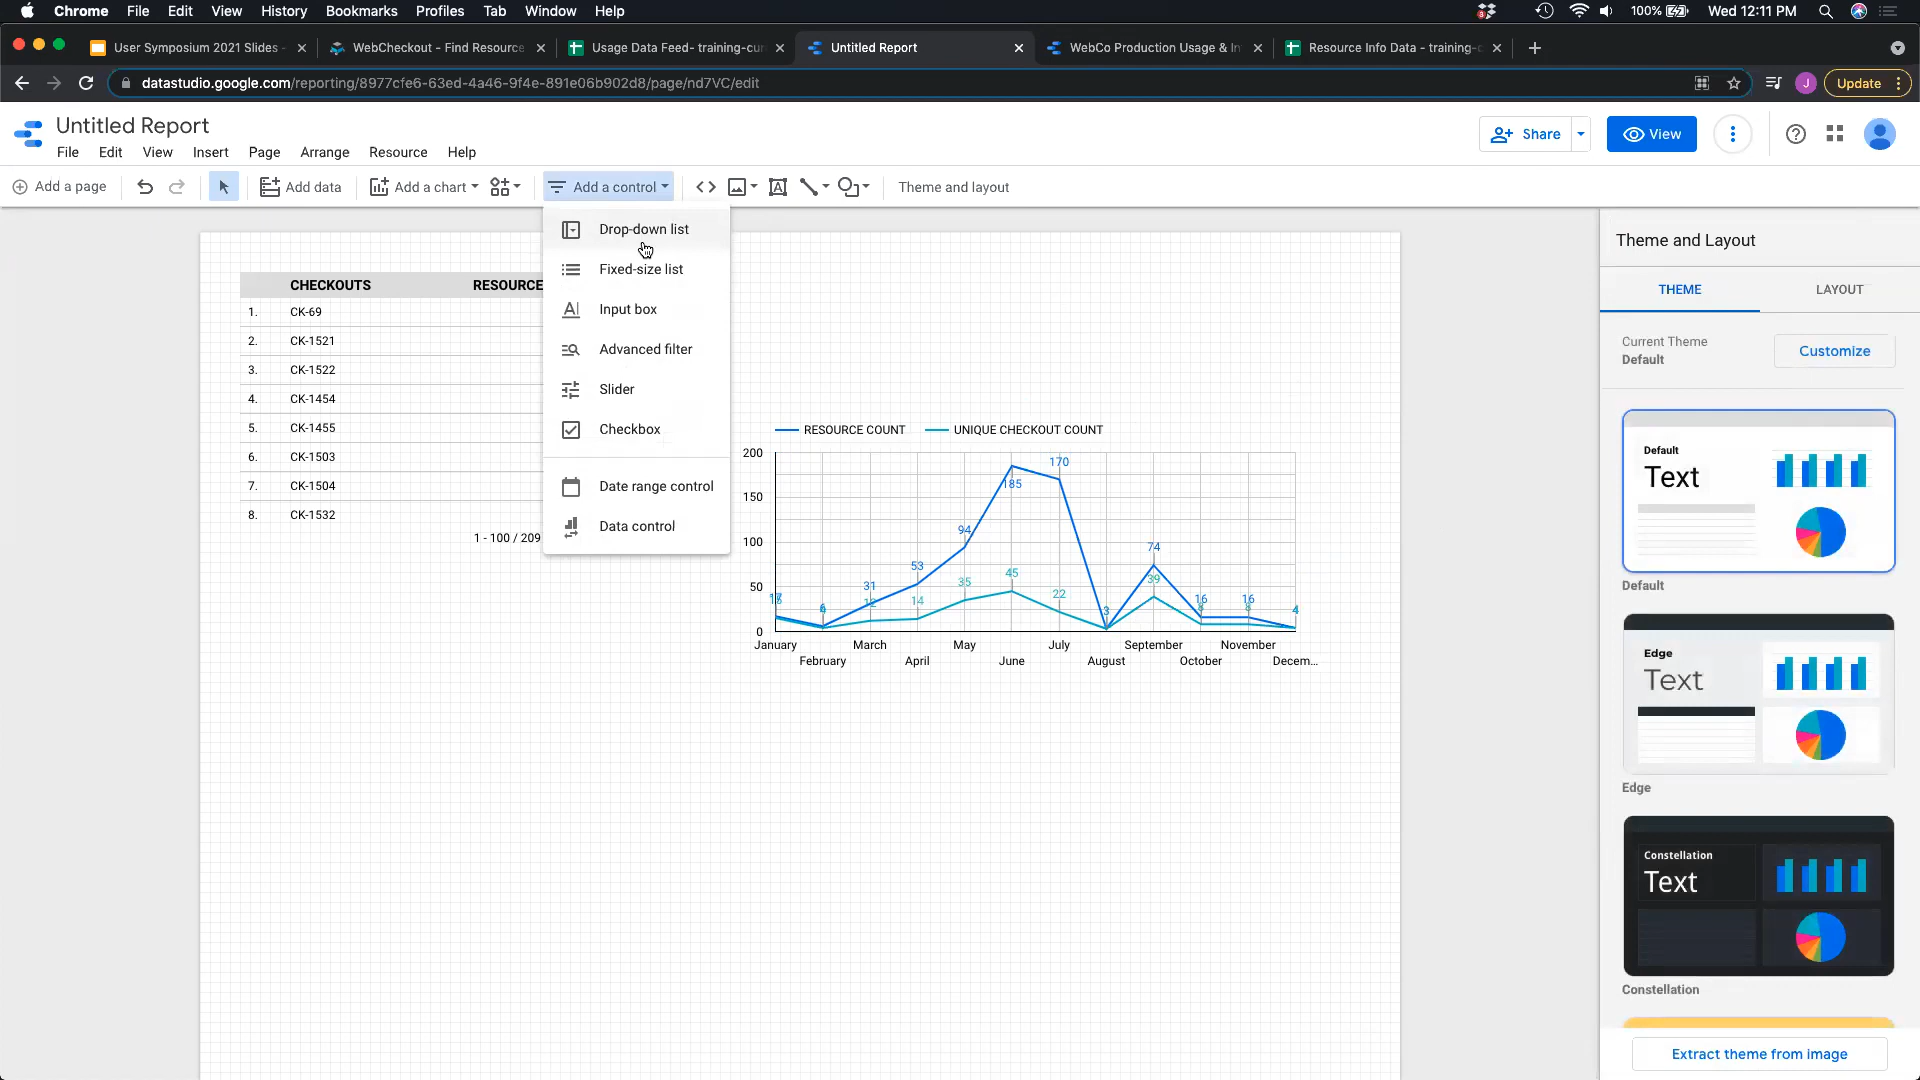 Chrome File Edit View History Bookmarks Profiles Tab Window Help 100% Wed 12:11 PM
User Symposium 2021 Slides - WebCheckout - Find Resource Usage Data Feed- training-cur Untitled Report WebCo Production Usage & In Resource Info Data - training-c
datastudio.google.com/reporting/8977cfe6-63ed-4a46-9f4e-891e06b902d8/page/nd7VC/edit J Update
Untitled Report
Share View
File Edit View Insert Page Arrange Resource Help
Add a page Add data Add a chart Add a control Theme and layout
Drop-down list
Fixed-size list
Input box
Advanced filter
Slider
Checkbox
Date range control
Data control
CHECKOUTS RESOURCE
1. CK-69
2. CK-1521
3. CK-1522
4. CK-1454
5. CK-1455
6. CK-1503
7. CK-1504
8. CK-1532
1 - 100 / 209
RESOURCE COUNT UNIQUE CHECKOUT COUNT
200
150
100
50
0
17 6 31 53 94 185 170 3 74 16 16 4
14 35 45 22 39 8 8
January March May July September November
February April June August October Decem...
Theme and Layout
THEME LAYOUT
Current Theme
Default
Customize
Default
Text
Default
Edge
Text
Edge
Constellation
Text
Constellation
Extract theme from image